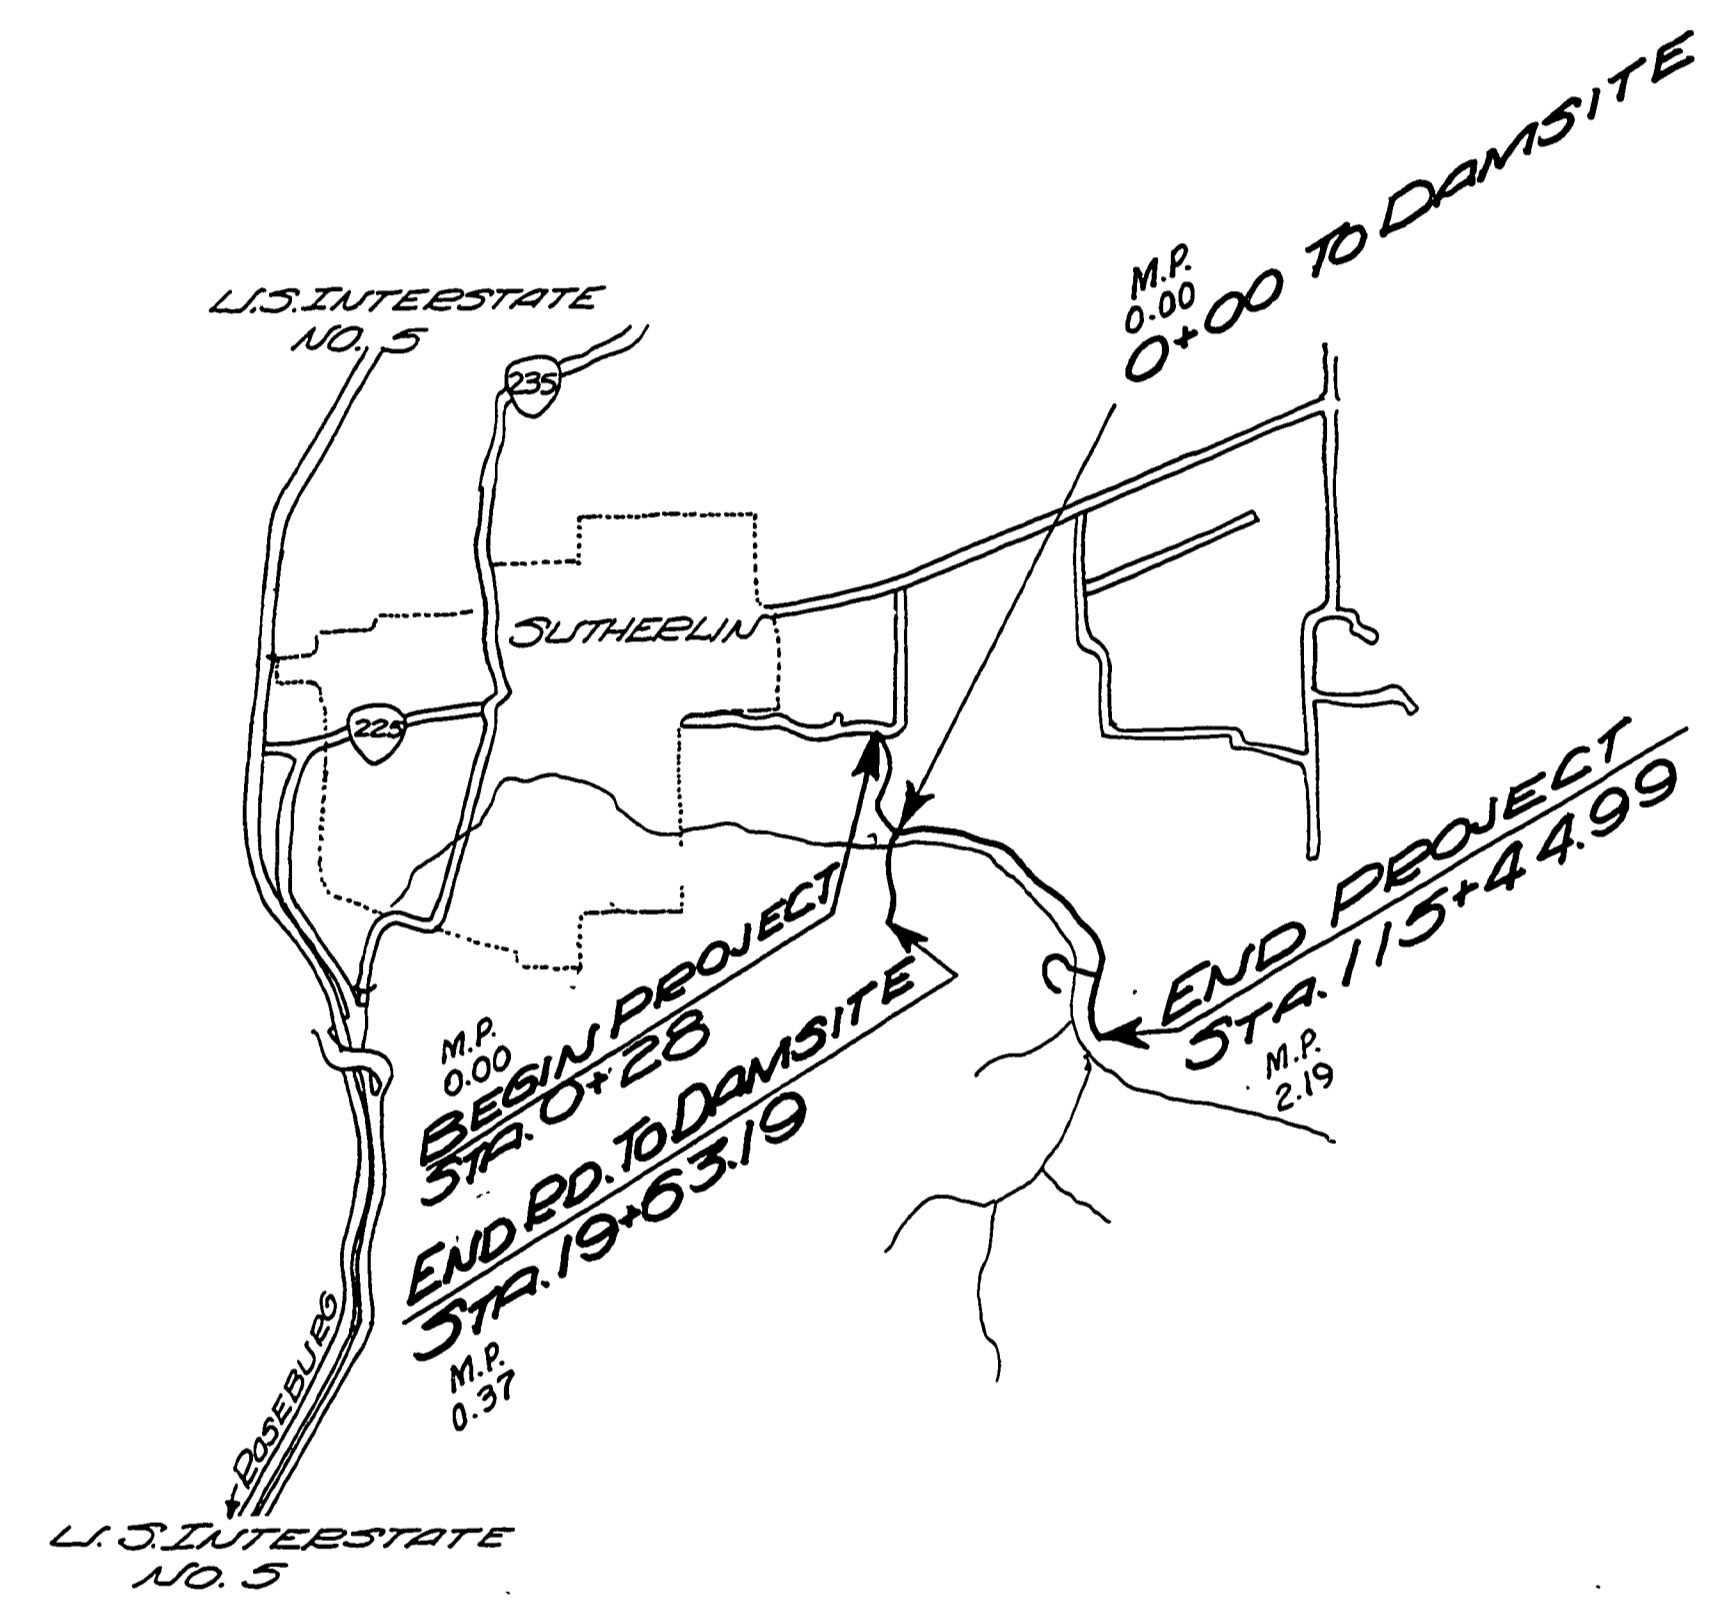 U.S. INTERSTATE
NO. 5
235
M.P.
0.00
0+00 TO DAMSITE
SUTHERLIN
225
BEGIN PROJECT
STA. 0+28
M.P.
0.00
END RD. TO DAMSITE
STA. 19+63.19
M.P.
0.37
END PROJECT
STA. 115+44.99
M.P.
2.19
ROSEBURG
U.S. INTERSTATE
NO. 5